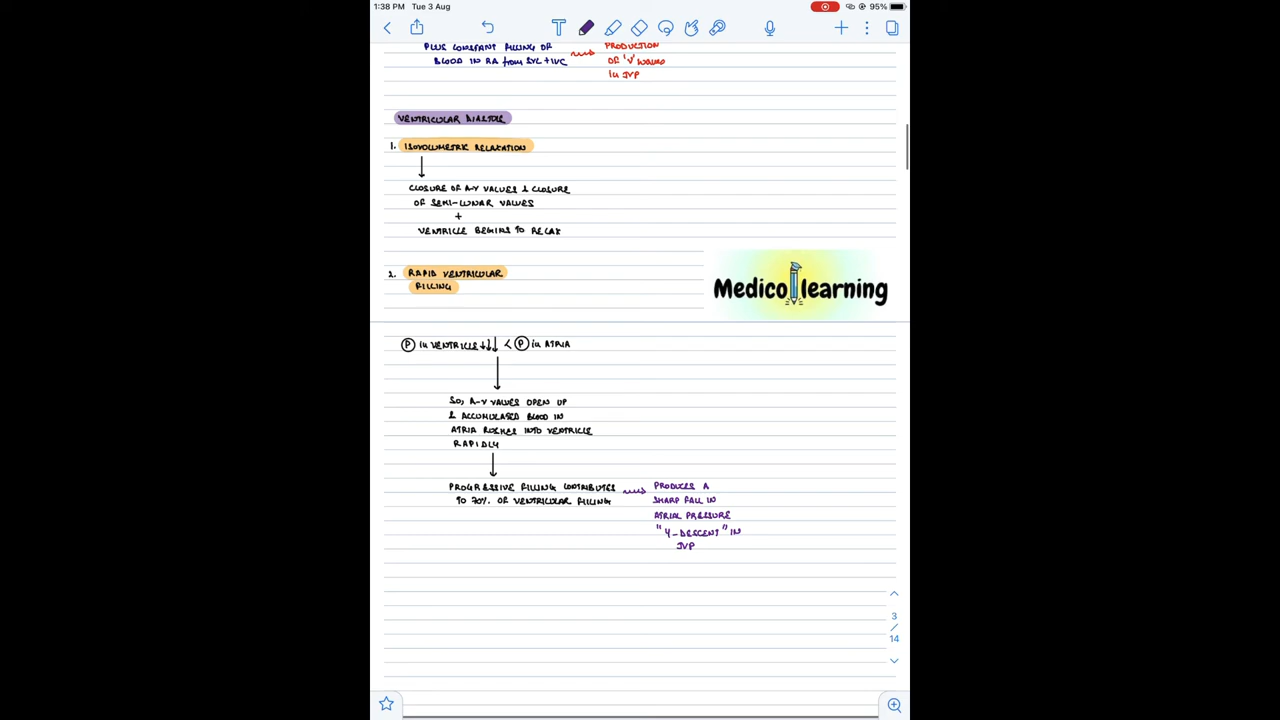 1:38 PM Tue 3 Aug
95%
PLUS CONSTANT FILLING OF
BLOOD IN RA from SVC + IVC
PRODUCTION
OF 'V' WAVES
in JVP
VENTRICULAR DIASTOLE
1. ISOVOLUMETRIC RELAXATION
CLOSURE OF A-V VALVES & CLOSURE
OF SEMI-LUNAR VALVES
+
VENTRICLE BEGINS TO RELAX
2. RAPID VENTRICULAR
FILLING
Medico learning
P in VENTRICLE ↓↓↓ < P in ATRIA
SO, A-V VALVES OPEN UP
& ACCUMULATED BLOOD IN
ATRIA RUSHES INTO VENTRICLE
RAPIDLY
PROGRESSIVE FILLING CONTRIBUTES
TO 70% OF VENTRICULAR FILLING
PRODUCES A
SHARP FALL IN
ATRIAL PRESSURE
"Y-DESCENT" IN
JVP
3
/
14